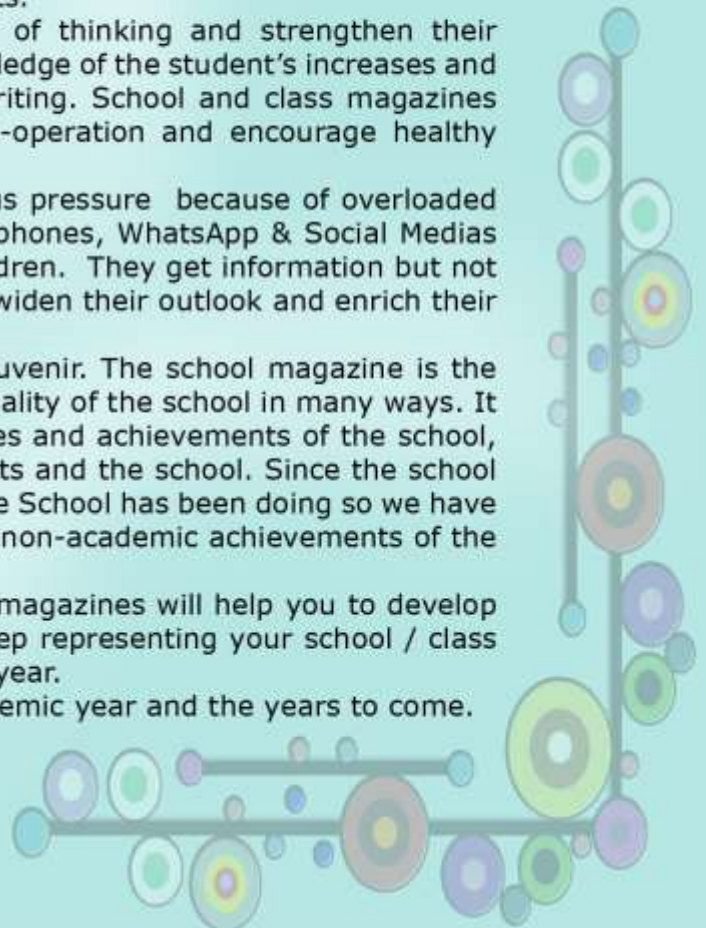 of thinking and strengthen their
ledge of the student's increases and
riting. School and class magazines
-operation and encourage healthy
us pressure because of overloaded
phones, WhatsApp & Social Medias
dren. They get information but not
widen their outlook and enrich their
uvenir. The school magazine is the
ality of the school in many ways. It
es and achievements of the school,
ts and the school. Since the school
e School has been doing so we have
non-academic achievements of the
magazines will help you to develop
ep representing your school / class
year.
emic year and the years to come.